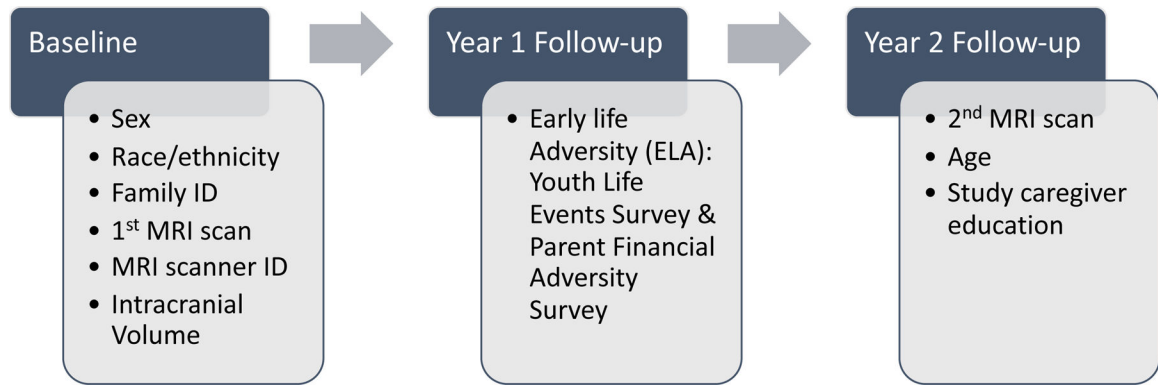 Baseline
• Sex
• Race/ethnicity
• Family ID
• 1st MRI scan
• MRI scanner ID
• Intracranial
Volume
Year 1 Follow-up
• Early life
Adversity (ELA):
Youth Life
Events Survey &
Parent Financial
Adversity
Survey
Year 2 Follow-up
• 2nd MRI scan
• Age
• Study caregiver
education